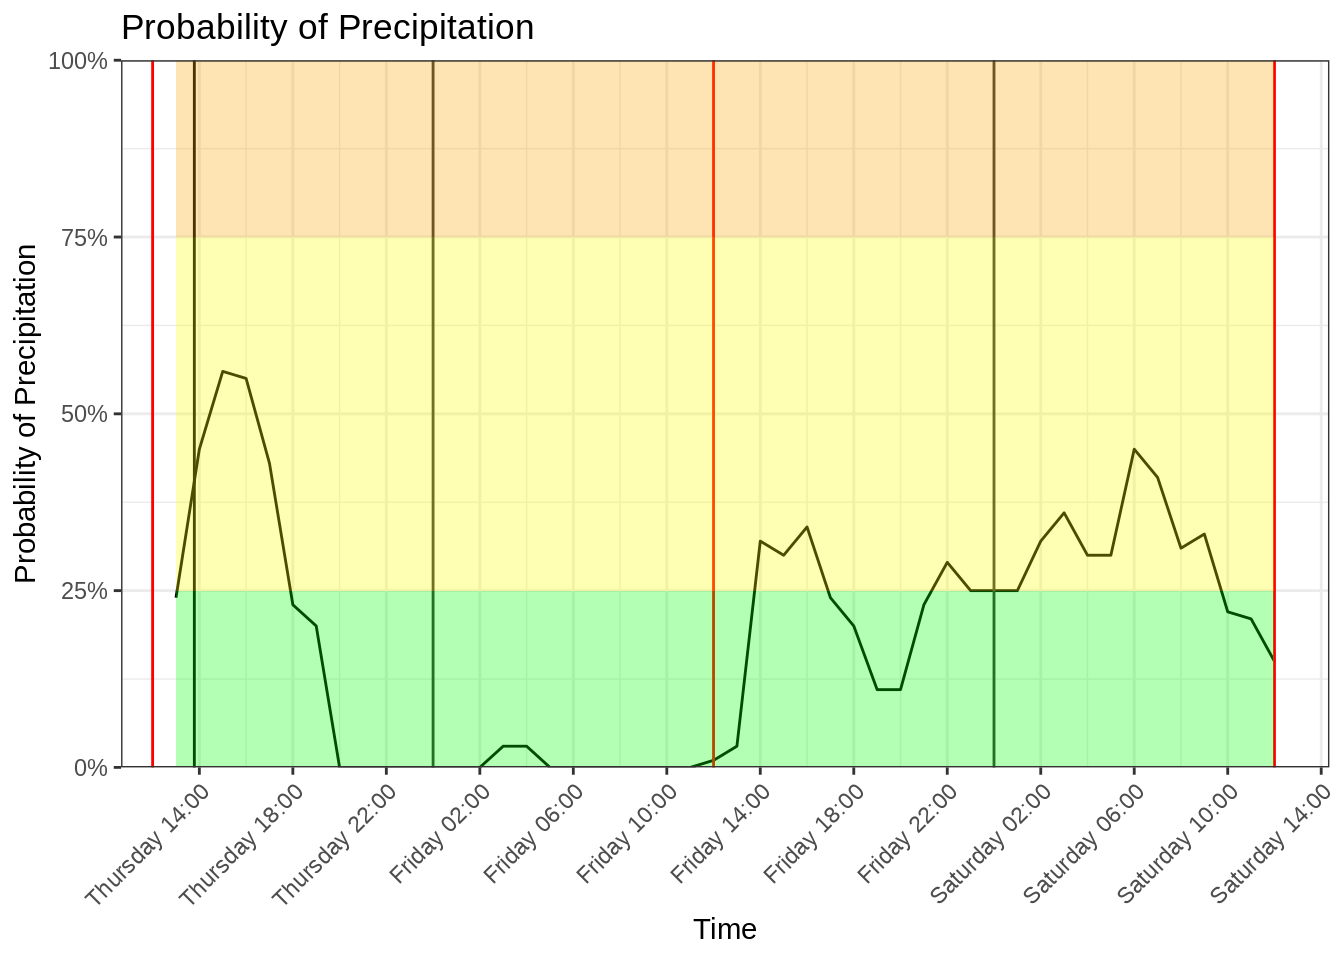 Probability of Precipitation
Probability of Precipitation
100%
75%
50%
25%
0%
Thursday 14:00
Thursday 18:00
Thursday 22:00
Friday 02:00
Friday 06:00
Friday 10:00
Friday 14:00
Friday 18:00
Friday 22:00
Saturday 02:00
Saturday 06:00
Saturday 10:00
Saturday 14:00
Time